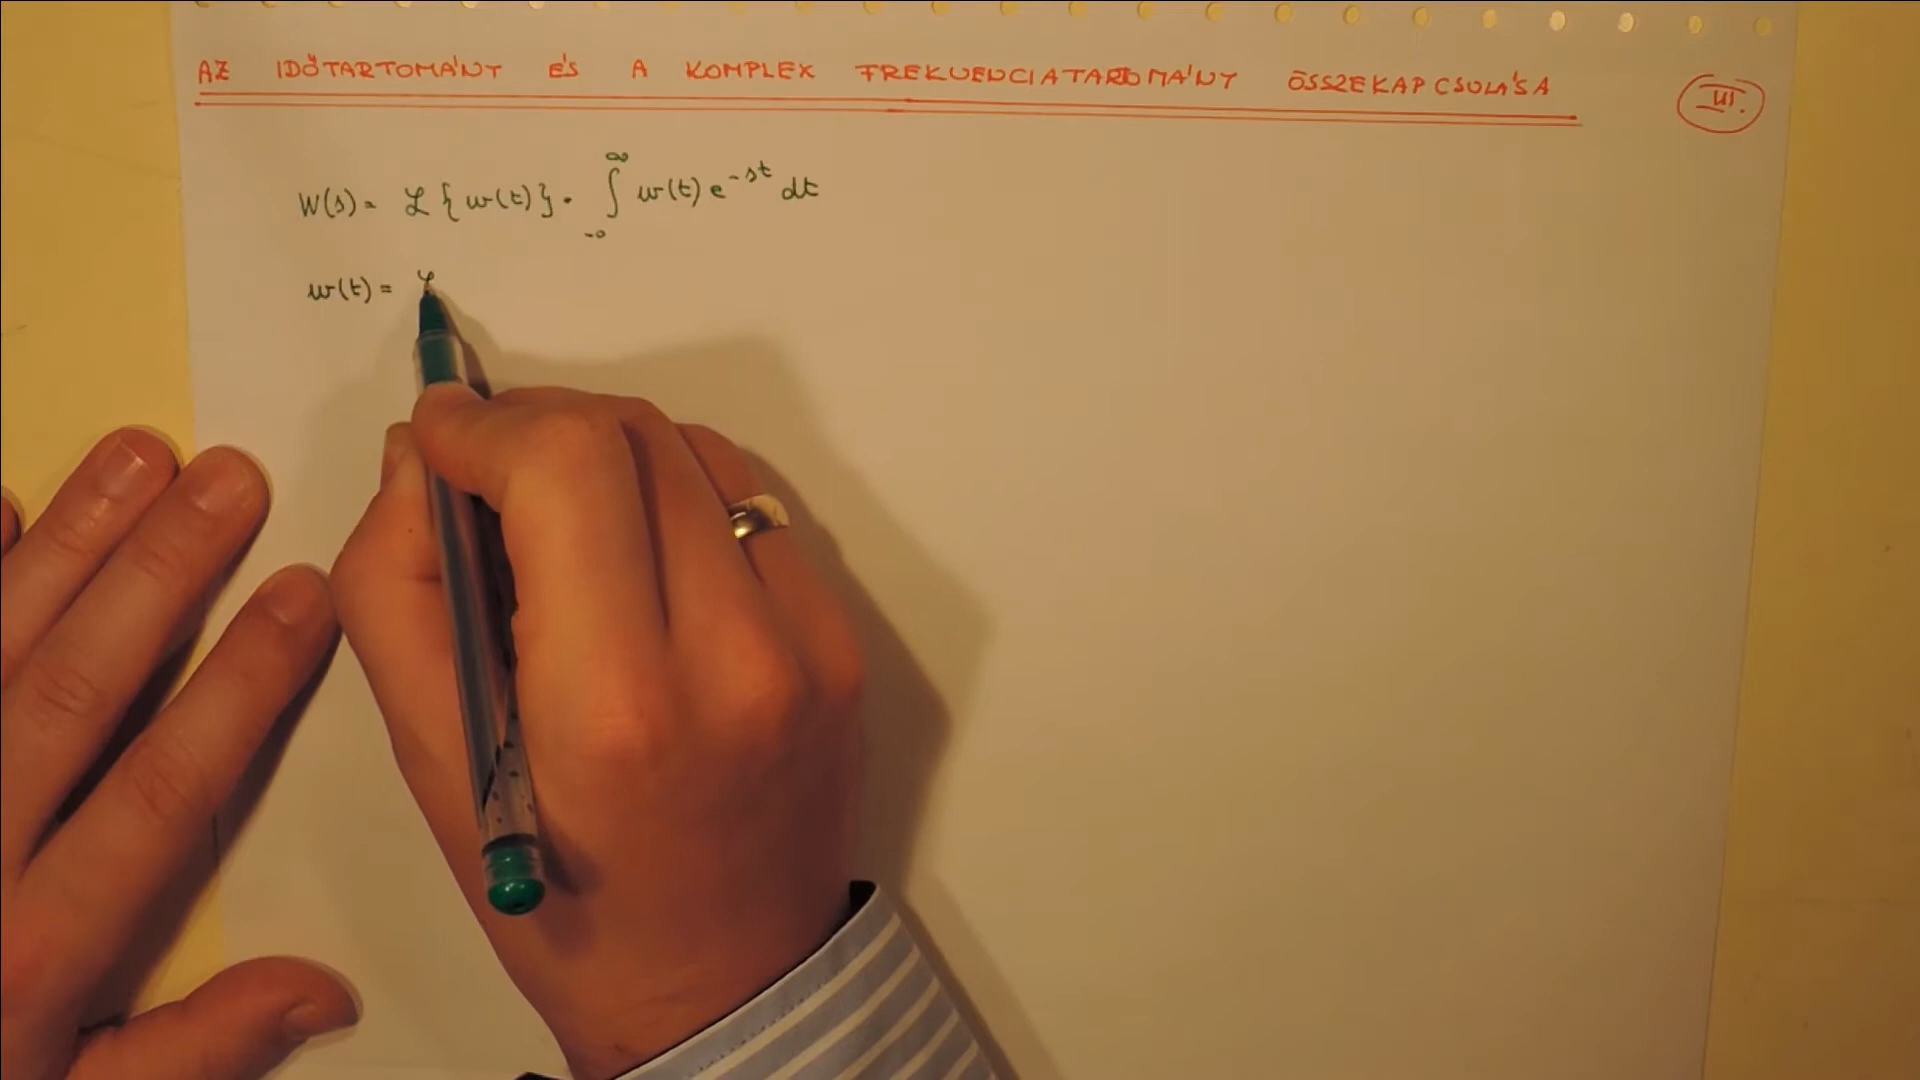 AZ IDŐTARTOMÁNY ÉS A KOMPLEX FREKVENCIATARTOMÁNY ÖSSZEKAPCSOLÁSA III.
W(s) = ℒ{w(t)} = ∫_{-0}^{∞} w(t) e^{-st} dt
w(t) = ℒ